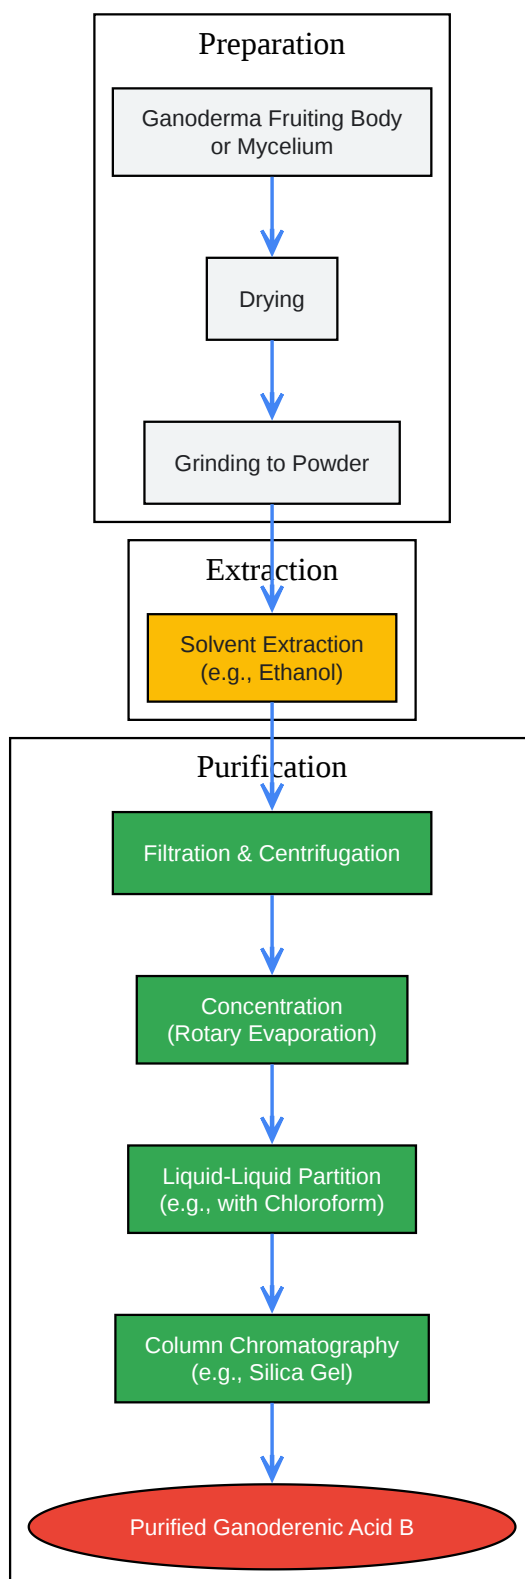 Preparation
Ganoderma Fruiting Body
or Mycelium
Drying
Grinding to Powder
Extraction
Solvent Extraction
(e.g., Ethanol)
Purification
Filtration & Centrifugation
Concentration
(Rotary Evaporation)
Liquid-Liquid Partition
(e.g., with Chloroform)
Column Chromatography
(e.g., Silica Gel)
Purified Ganoderenic Acid B